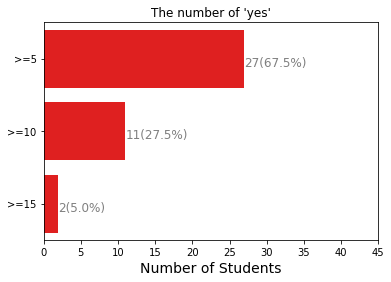 The number of 'yes'
>=5
27(67.5%)
>=10
11(27.5%)
>=15
2(5.0%)
0 5 10 15 20 25 30 35 40 45
Number of Students